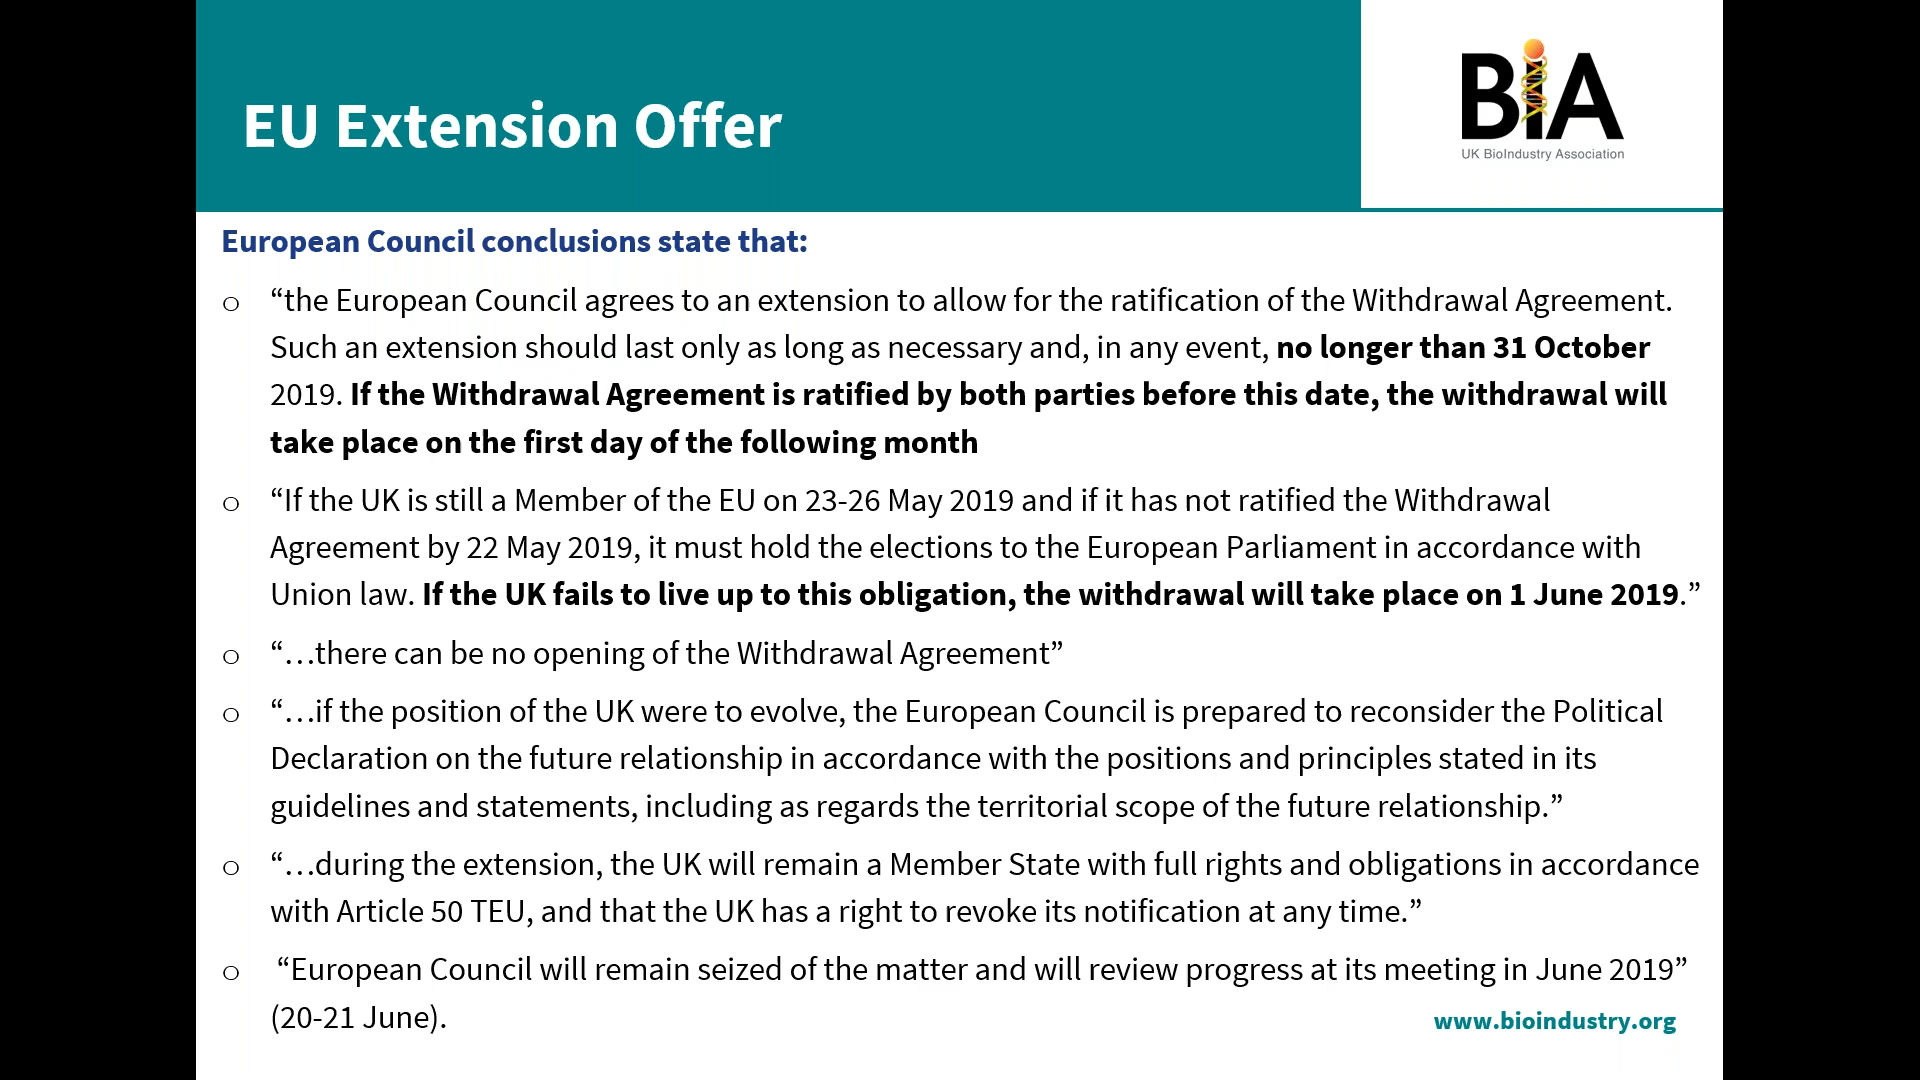 EU Extension Offer
BiA
UK BioIndustry Association
European Council conclusions state that:
o “the European Council agrees to an extension to allow for the ratification of the Withdrawal Agreement.
Such an extension should last only as long as necessary and, in any event, no longer than 31 October
2019. If the Withdrawal Agreement is ratified by both parties before this date, the withdrawal will
take place on the first day of the following month
o “If the UK is still a Member of the EU on 23-26 May 2019 and if it has not ratified the Withdrawal
Agreement by 22 May 2019, it must hold the elections to the European Parliament in accordance with
Union law. If the UK fails to live up to this obligation, the withdrawal will take place on 1 June 2019.”
o “…there can be no opening of the Withdrawal Agreement”
o “…if the position of the UK were to evolve, the European Council is prepared to reconsider the Political
Declaration on the future relationship in accordance with the positions and principles stated in its
guidelines and statements, including as regards the territorial scope of the future relationship.”
o “…during the extension, the UK will remain a Member State with full rights and obligations in accordance
with Article 50 TEU, and that the UK has a right to revoke its notification at any time.”
o “European Council will remain seized of the matter and will review progress at its meeting in June 2019”
(20-21 June).
www.bioindustry.org